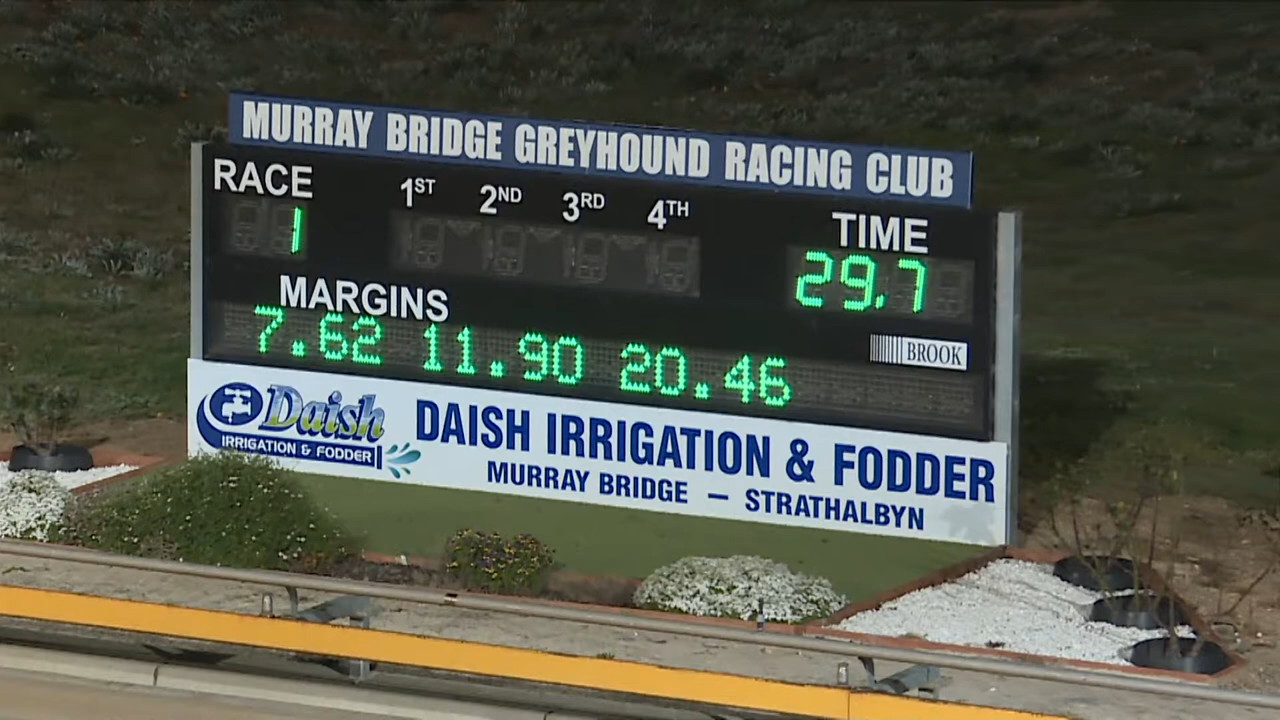 MURRAY BRIDGE GREYHOUND RACING CLUB
RACE 1ST 2ND 3RD 4TH TIME
1 29.7
MARGINS
7.62 11.90 20.46
BROOK
Daish
IRRIGATION & FODDER
DAISH IRRIGATION & FODDER
MURRAY BRIDGE – STRATHALBYN